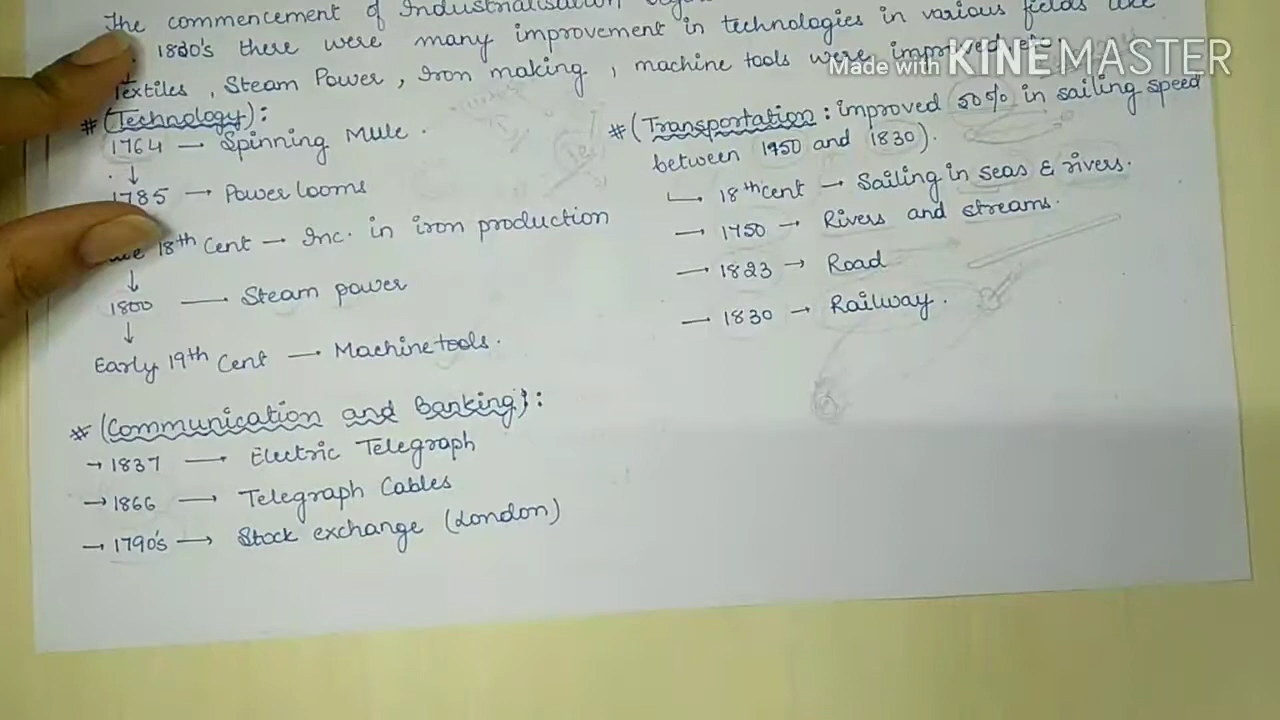 The commencement of Industrialisation
1830's there were many improvement in technologies in various fields like
Textiles, Steam Power, Iron making, machine tools were improved etc.
Made with KINEMASTER
# (Technology):
1764 — Spinning Mule.
↓
1785 → Power looms
18th Cent → Inc. in iron production
↓
1800 — Steam power
↓
Early 19th Cent — Machine tools.
# (Communication and Banking):
→ 1837 — Electric Telegraph
→ 1866 — Telegraph Cables
→ 1790's → Stock exchange (London)
# (Transportation: improved 50% in sailing speed
between 1750 and 1830).
↳ 18th cent → Sailing in seas & rivers.
— 1750 → Rivers and streams.
— 1823 → Road
— 1830 → Railway.